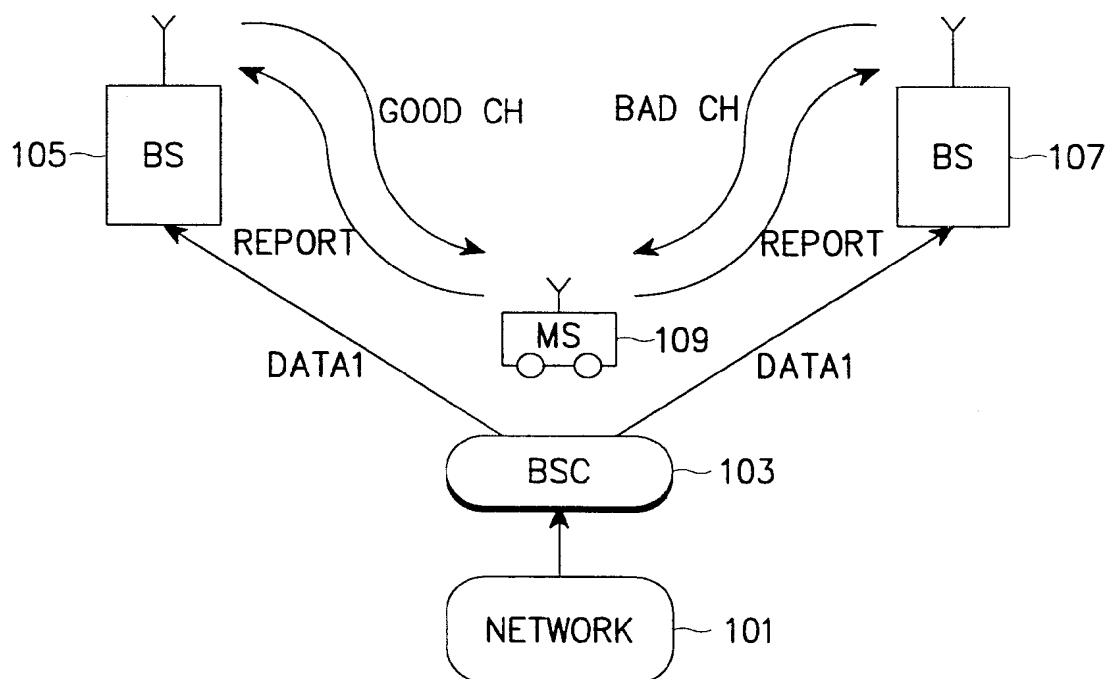 GOOD CH
BAD CH
105
BS
BS
107
REPORT
REPORT
MS
109
DATA1
DATA1
BSC
103
NETWORK
101